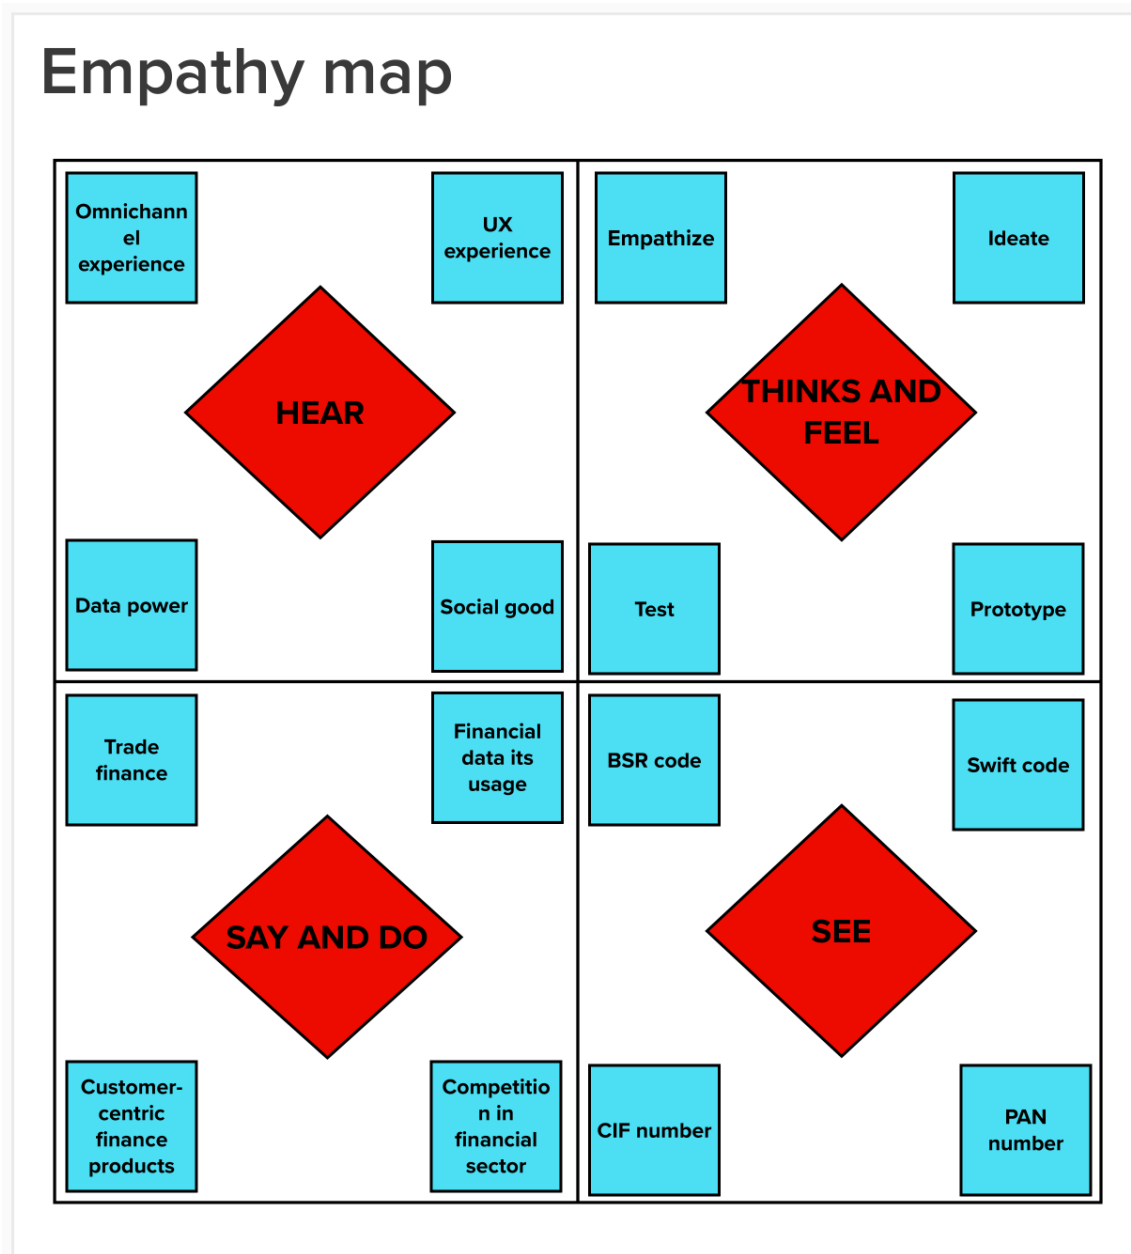 Empathy map
Omnichann
el
experience
UX
experience
HEAR
Data power
Social good
Empathize
Ideate
THINKS AND
FEEL
Test
Prototype
Trade
finance
Financial
data its
usage
SAY AND DO
Customer-
centric
finance
products
Competitio
n in
financial
sector
BSR code
Swift code
SEE
CIF number
PAN
number